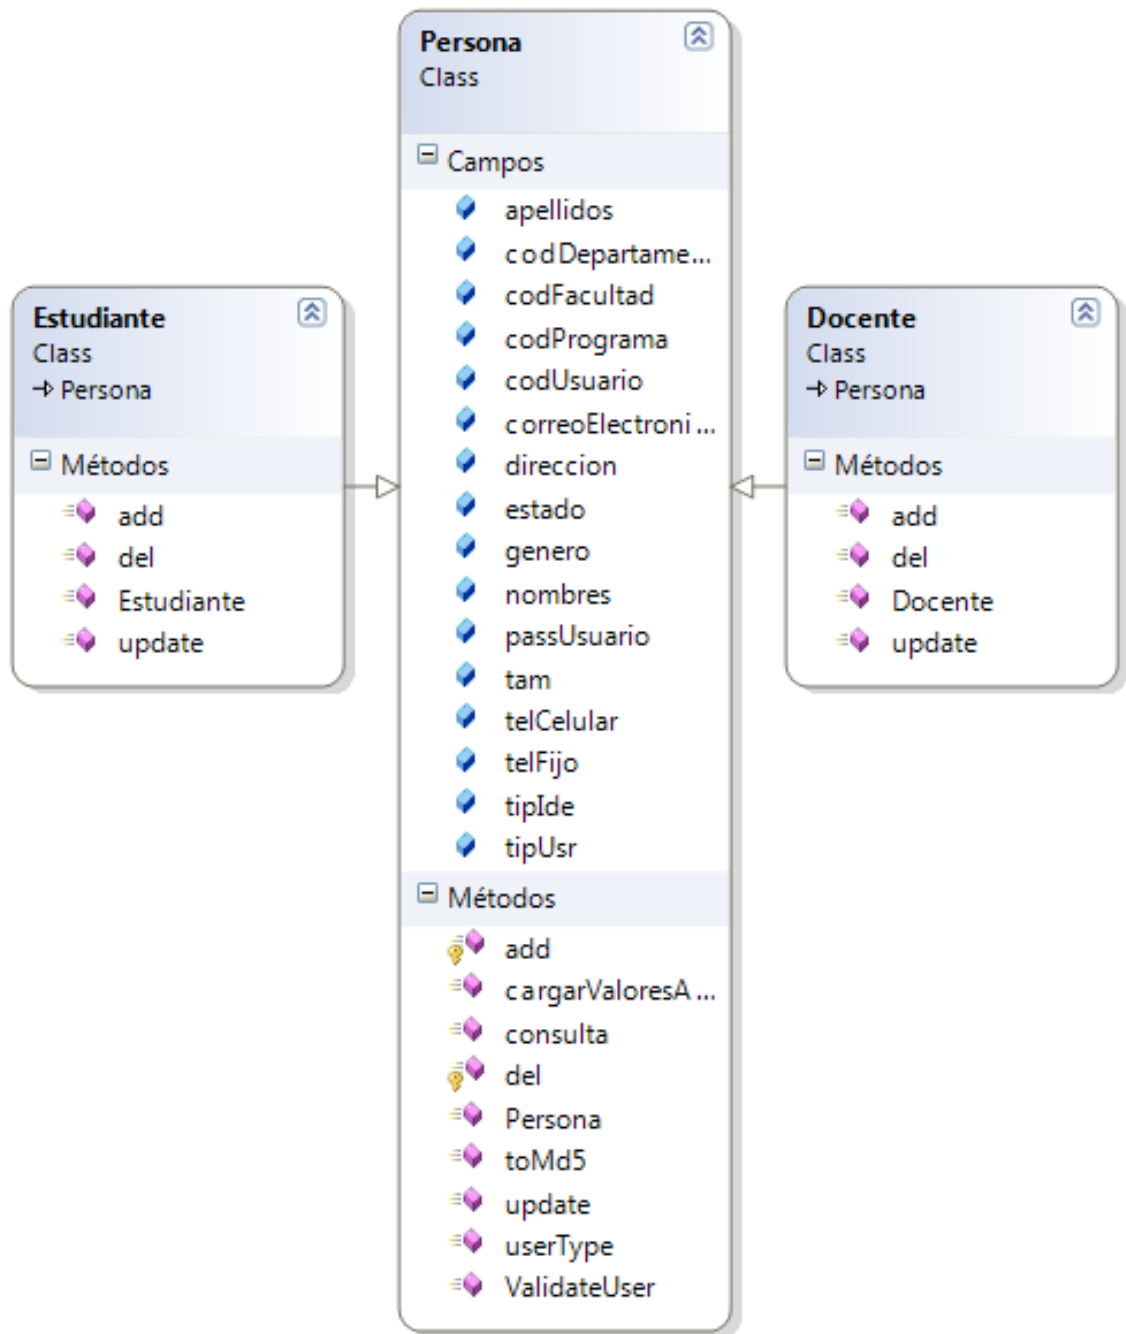 Persona
Class
Campos
apellidos
codDepartame...
codFacultad
codPrograma
codUsuario
correoElectroni...
direccion
estado
genero
nombres
passUsuario
tam
telCelular
telFijo
tipIde
tipUsr
Métodos
add
cargarValoresA...
consulta
del
Persona
toMd5
update
userType
ValidateUser
Estudiante
Class
Persona
Métodos
add
del
Estudiante
update
Docente
Class
Persona
Métodos
add
del
Docente
update